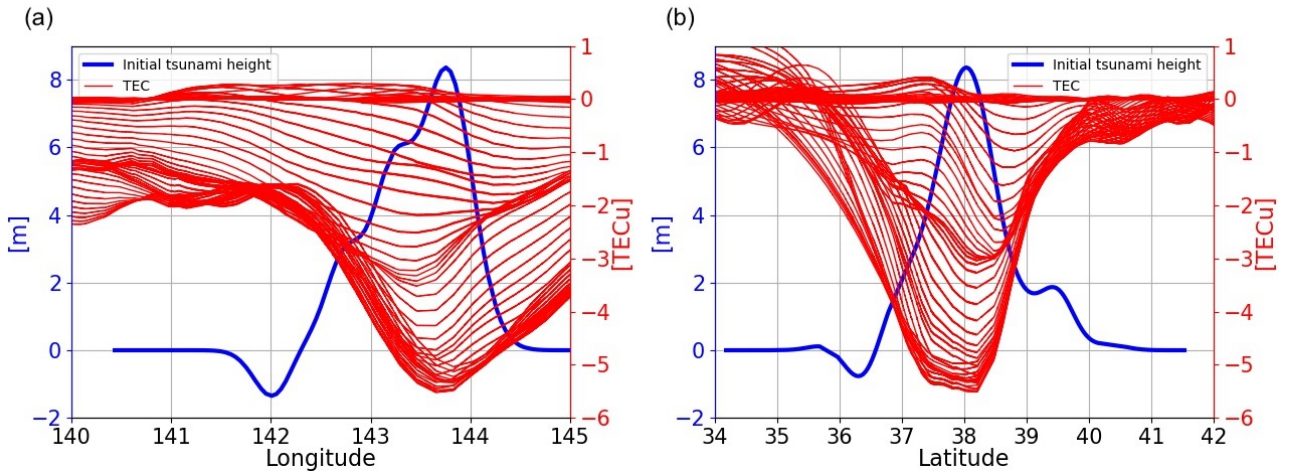 (a)
Initial tsunami height
TEC
8
6
4
2
0
−2
[m]
1
0
−1
−2
−3
−4
−5
−6
[TECu]
140 141 142 143 144 145
Longitude
(b)
Initial tsunami height
TEC
8
6
4
2
0
−2
[m]
1
0
−1
−2
−3
−4
−5
−6
[TECu]
34 35 36 37 38 39 40 41 42
Latitude